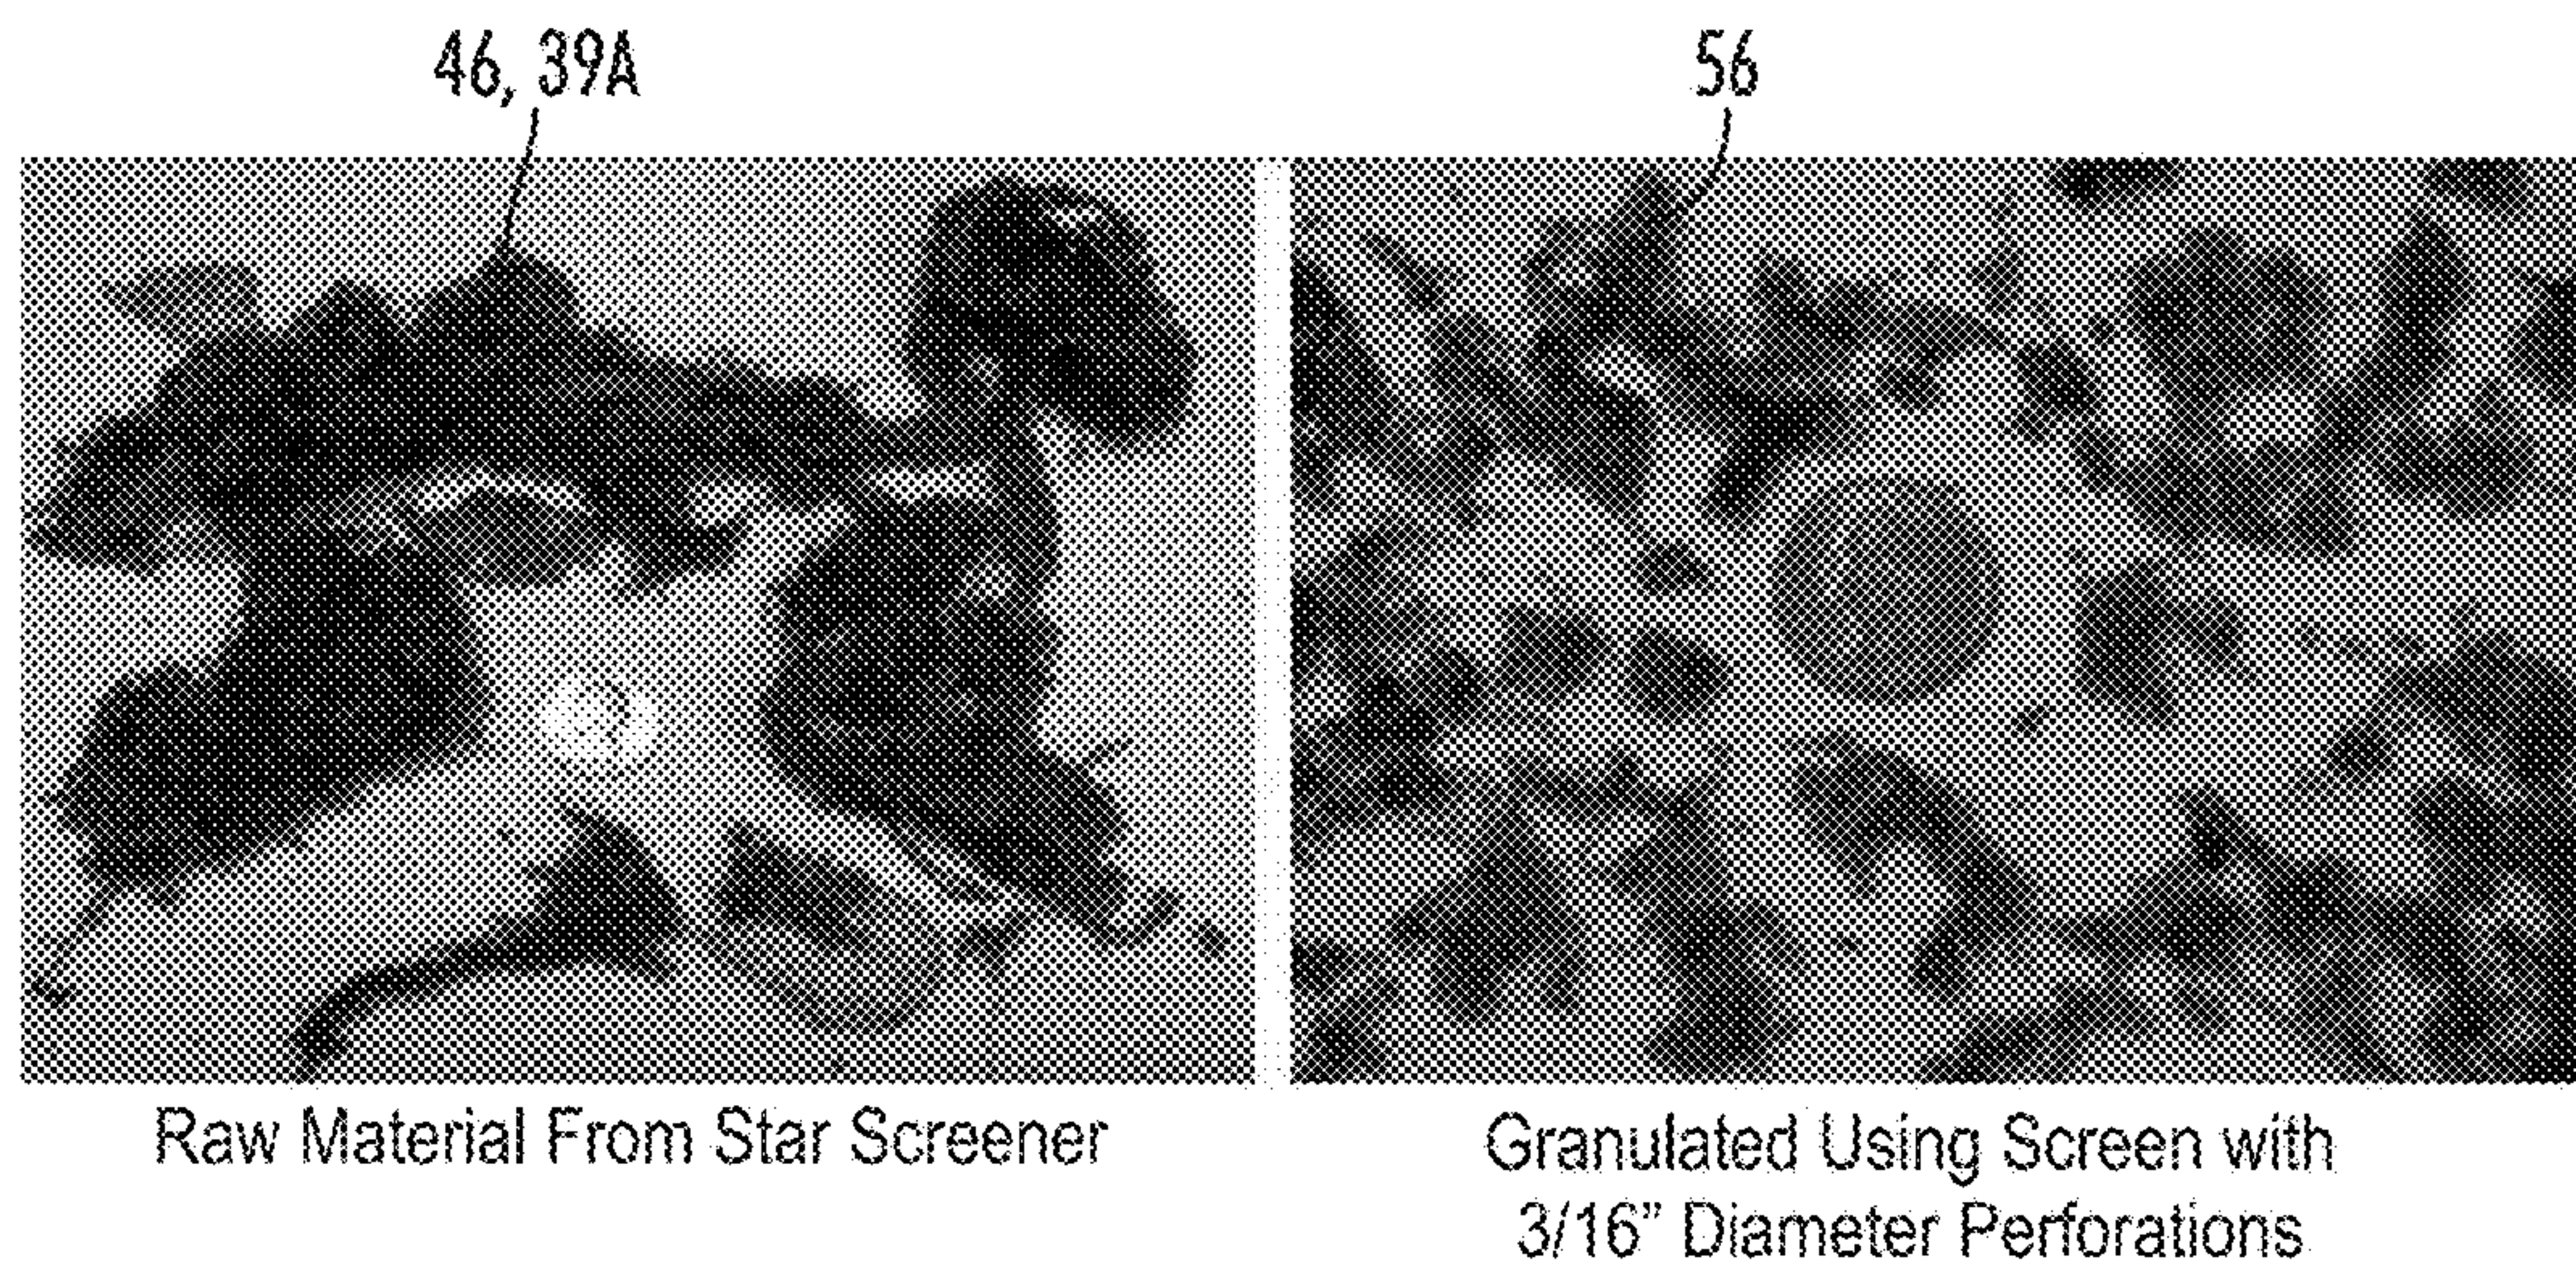 46, 39A
56
Raw Material From Star Screener
Granulated Using Screen with
3/16” Diameter Perforations